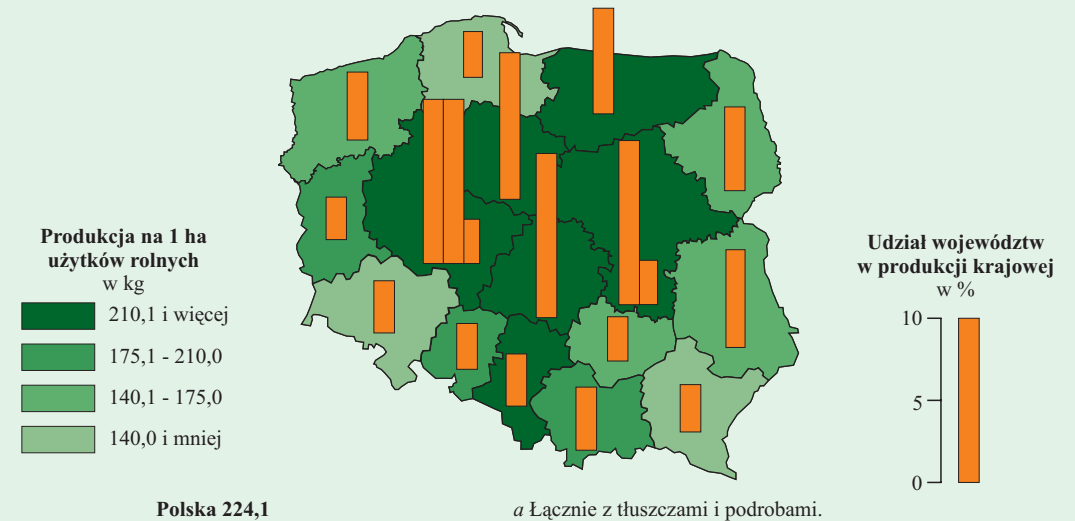 Produkcja na 1 ha
użytków rolnych
w kg
210,1 i więcej
175,1 - 210,0
140,1 - 175,0
140,0 i mniej
Polska 224,1
a Łącznie z tłuszczami i podrobami.
Udział województw
w produkcji krajowej
w %
10
5
0